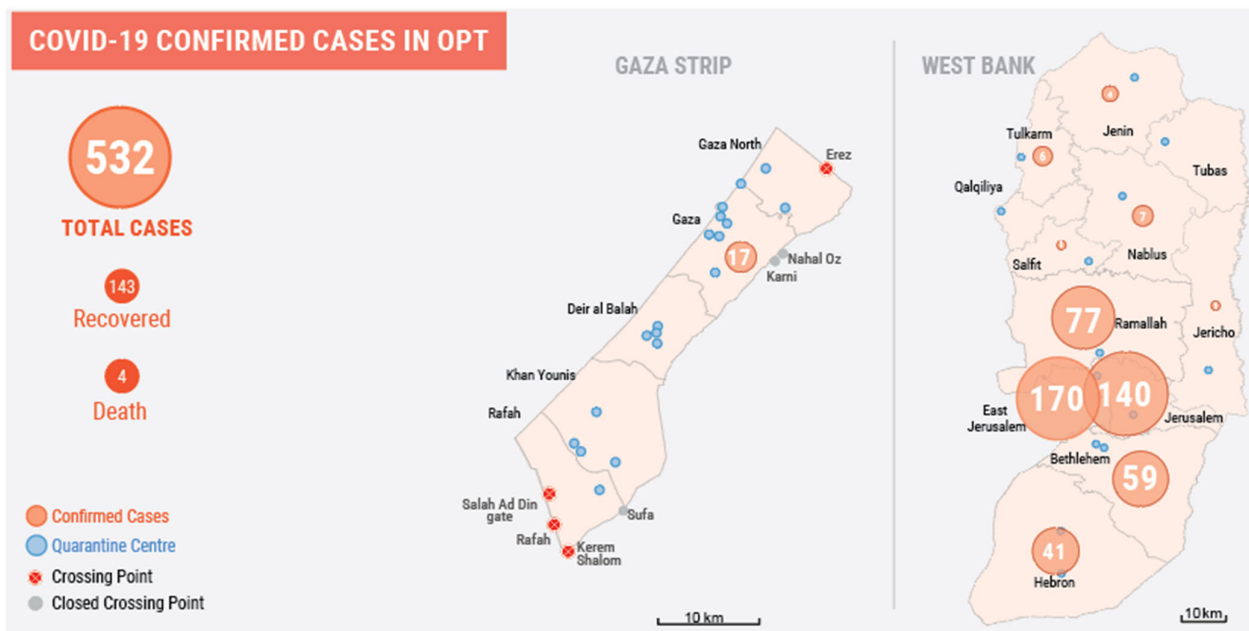 COVID-19 CONFIRMED CASES IN OPT
532
TOTAL CASES
143
Recovered
4
Death
Confirmed Cases
Quarantine Centre
Crossing Point
Closed Crossing Point
GAZA STRIP
Gaza North
Erez
Gaza
17
Nahal Oz
Karni
Deir al Balah
Khan Younis
Rafah
Salah Ad Din
gate
Sufa
Rafah
Kerem
Shalom
10 km
WEST BANK
4
Jenin
Tulkarm
6
Tubas
Qalqiliya
7
Nablus
Salfit
77
Ramallah
Jericho
170
140
East
Jerusalem
Jerusalem
Bethlehem
59
41
Hebron
10km